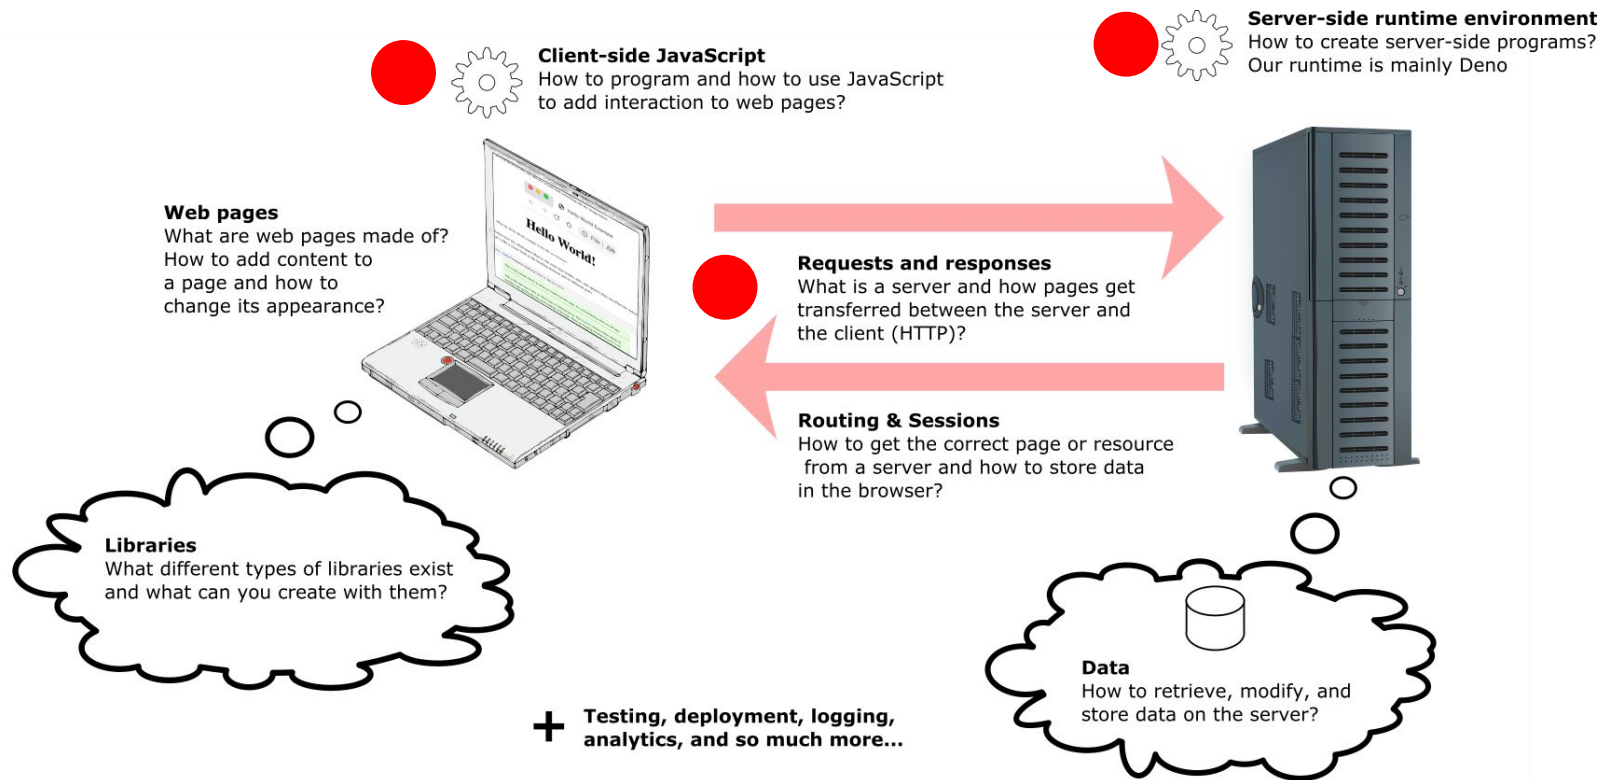 Server-side runtime environment
How to create server-side programs?
Our runtime is mainly Deno
Client-side JavaScript
How to program and how to use JavaScript
to add interaction to web pages?
Web pages
What are web pages made of?
How to add content to
a page and how to
change its appearance?
Hello World!
Requests and responses
What is a server and how pages get
transferred between the server and
the client (HTTP)?
Routing & Sessions
How to get the correct page or resource
from a server and how to store data
in the browser?
Libraries
What different types of libraries exist
and what can you create with them?
Data
How to retrieve, modify, and
store data on the server?
+ Testing, deployment, logging,
analytics, and so much more...